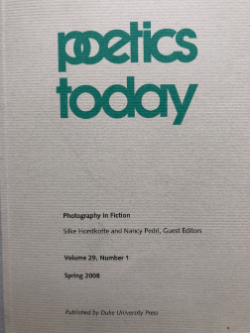 poetics
today
Photography in Fiction
Silke Horstkotte and Nancy Pedri, Guest Editors
Volume 29, Number 1
Spring 2008
Published by Duke University Press